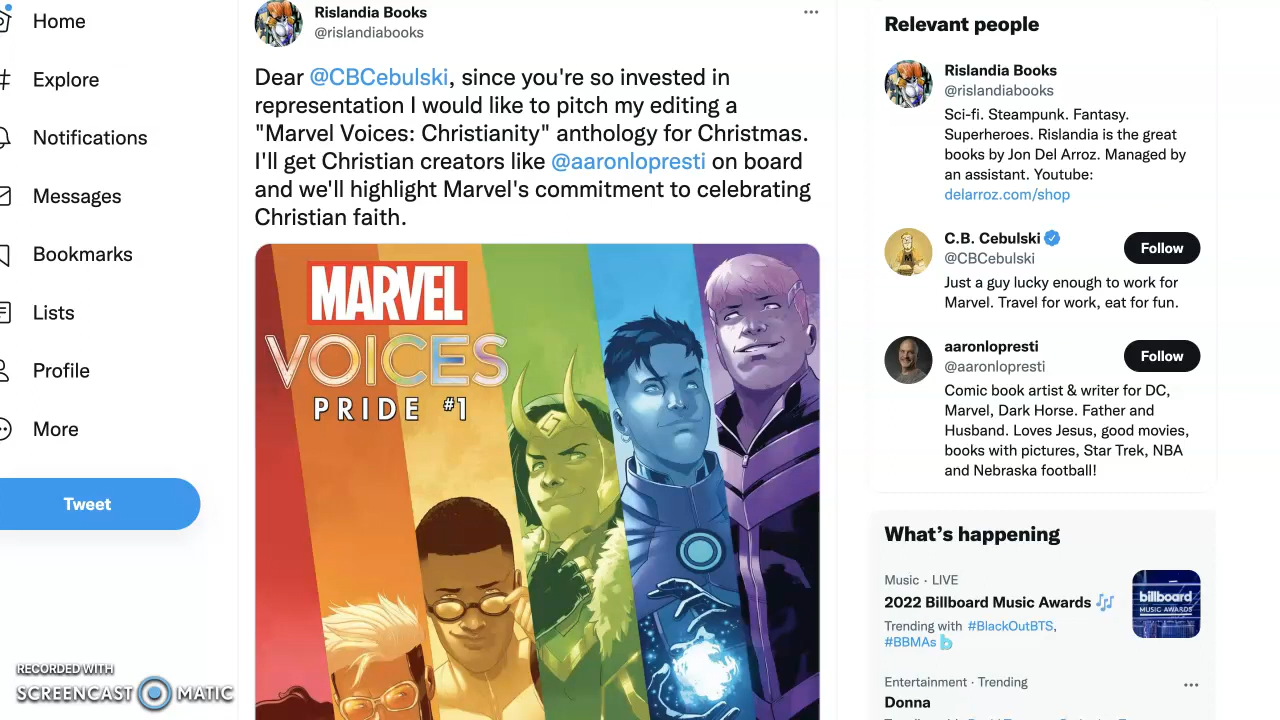 Home
Explore
Notifications
Messages
Bookmarks
Lists
Profile
More
Tweet
RECORDED WITH
SCREENCAST MATIC
Rislandia Books
@rislandiabooks
Dear @CBCebulski, since you're so invested in
representation I would like to pitch my editing a
"Marvel Voices: Christianity" anthology for Christmas.
I'll get Christian creators like @aaronlopresti on board
and we'll highlight Marvel's commitment to celebrating
Christian faith.
MARVEL
VOICES
PRIDE #1
Relevant people
Rislandia Books
@rislandiabooks
Sci-fi. Steampunk. Fantasy.
Superheroes. Rislandia is the great
books by Jon Del Arroz. Managed by
an assistant. Youtube:
delarroz.com/shop
C.B. Cebulski
@CBCebulski
Follow
Just a guy lucky enough to work for
Marvel. Travel for work, eat for fun.
aaronlopresti
@aaronlopresti
Follow
Comic book artist & writer for DC,
Marvel, Dark Horse. Father and
Husband. Loves Jesus, good movies,
books with pictures, Star Trek, NBA
and Nebraska football!
What's happening
Music · LIVE
2022 Billboard Music Awards
Trending with #BlackOutBTS,
#BBMAs
billboard
MUSIC AWARDS
Entertainment · Trending
Donna